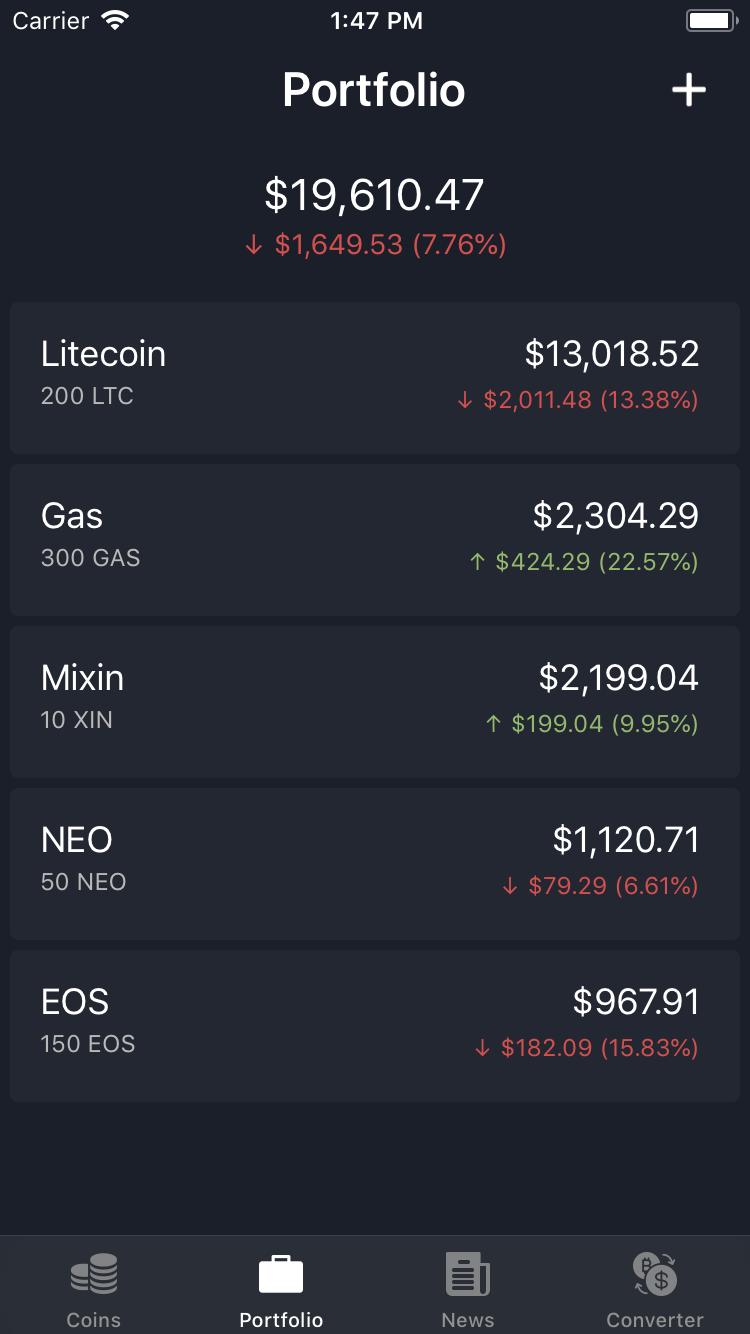 Carrier 1:47 PM
Portfolio +
$19,610.47
↓ $1,649.53 (7.76%)
Litecoin $13,018.52
200 LTC ↓ $2,011.48 (13.38%)
Gas $2,304.29
300 GAS ↑ $424.29 (22.57%)
Mixin $2,199.04
10 XIN ↑ $199.04 (9.95%)
NEO $1,120.71
50 NEO ↓ $79.29 (6.61%)
EOS $967.91
150 EOS ↓ $182.09 (15.83%)
Coins Portfolio News Converter